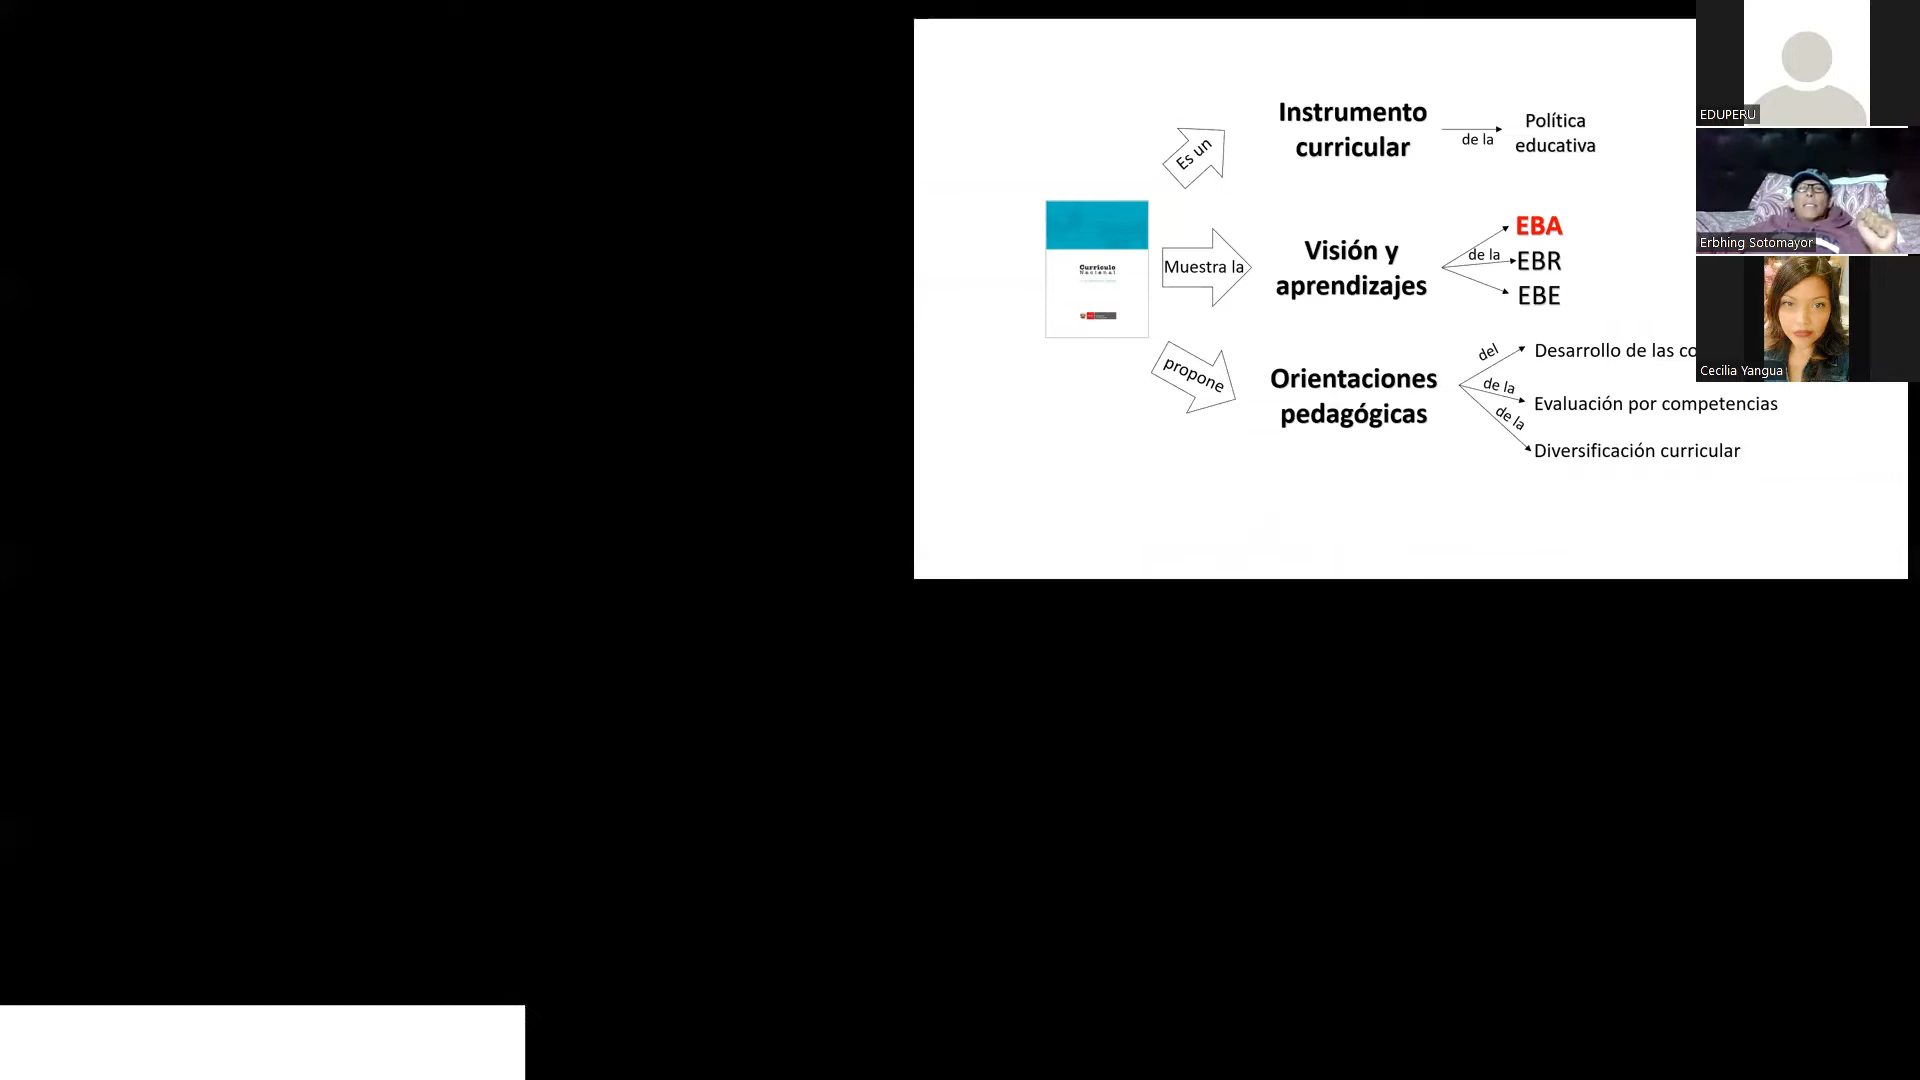 Es un
Instrumento
curricular
de la
Política
educativa
Currículo
Nacional
Muestra la
Visión y
aprendizajes
de la
EBA
EBR
EBE
propone
Orientaciones
pedagógicas
del
Desarrollo de las co
de la
Evaluación por competencias
de la
Diversificación curricular
EDUPERU
Erbhing Sotomayor
Cecilia Yangua